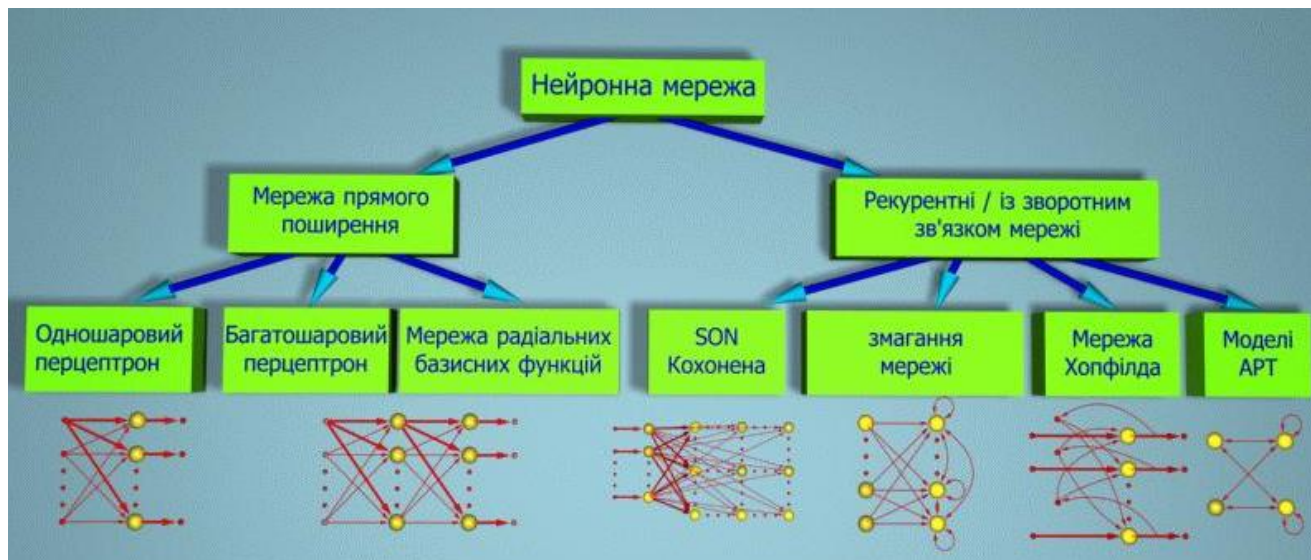 Нейронна мережа
Мережа прямого
поширення
Рекурентні / із зворотним
зв'язком мережі
Одношаровий
перцептрон
Багатошаровий
перцептрон
Мережа радіальних
базисних функцій
SON
Кохонена
змагання
мережі
Мережа
Хопфілда
Моделі
АРТ